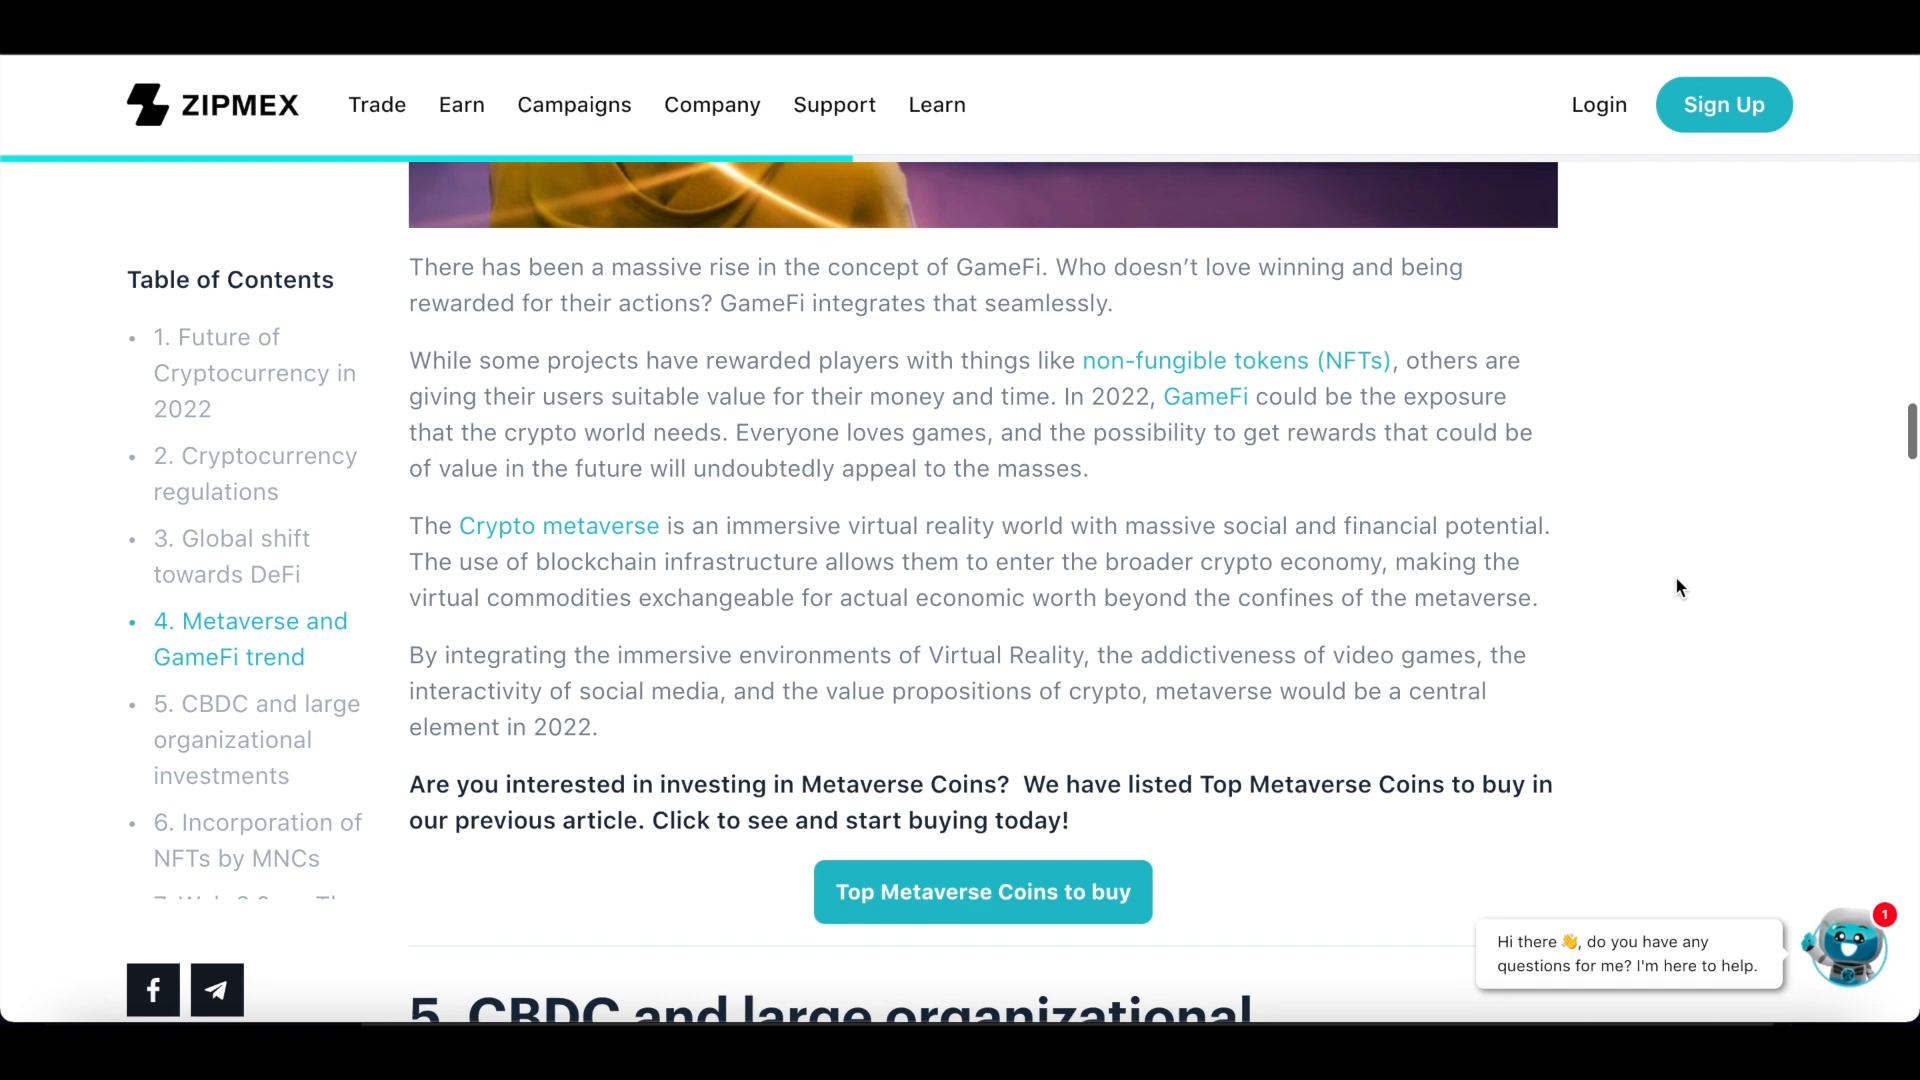 ZIPMEX
Trade
Earn
Campaigns
Company
Support
Learn
Login
Sign Up
Table of Contents
1. Future of
Cryptocurrency in
2022
2. Cryptocurrency
regulations
3. Global shift
towards DeFi
4. Metaverse and
GameFi trend
5. CBDC and large
organizational
investments
6. Incorporation of
NFTs by MNCs
There has been a massive rise in the concept of GameFi. Who doesn’t love winning and being
rewarded for their actions? GameFi integrates that seamlessly.
While some projects have rewarded players with things like non-fungible tokens (NFTs), others are
giving their users suitable value for their money and time. In 2022, GameFi could be the exposure
that the crypto world needs. Everyone loves games, and the possibility to get rewards that could be
of value in the future will undoubtedly appeal to the masses.
The Crypto metaverse is an immersive virtual reality world with massive social and financial potential.
The use of blockchain infrastructure allows them to enter the broader crypto economy, making the
virtual commodities exchangeable for actual economic worth beyond the confines of the metaverse.
By integrating the immersive environments of Virtual Reality, the addictiveness of video games, the
interactivity of social media, and the value propositions of crypto, metaverse would be a central
element in 2022.
Are you interested in investing in Metaverse Coins? We have listed Top Metaverse Coins to buy in
our previous article. Click to see and start buying today!
Top Metaverse Coins to buy
5. CBDC and large organizational
Hi there 👋, do you have any
questions for me? I'm here to help.
1